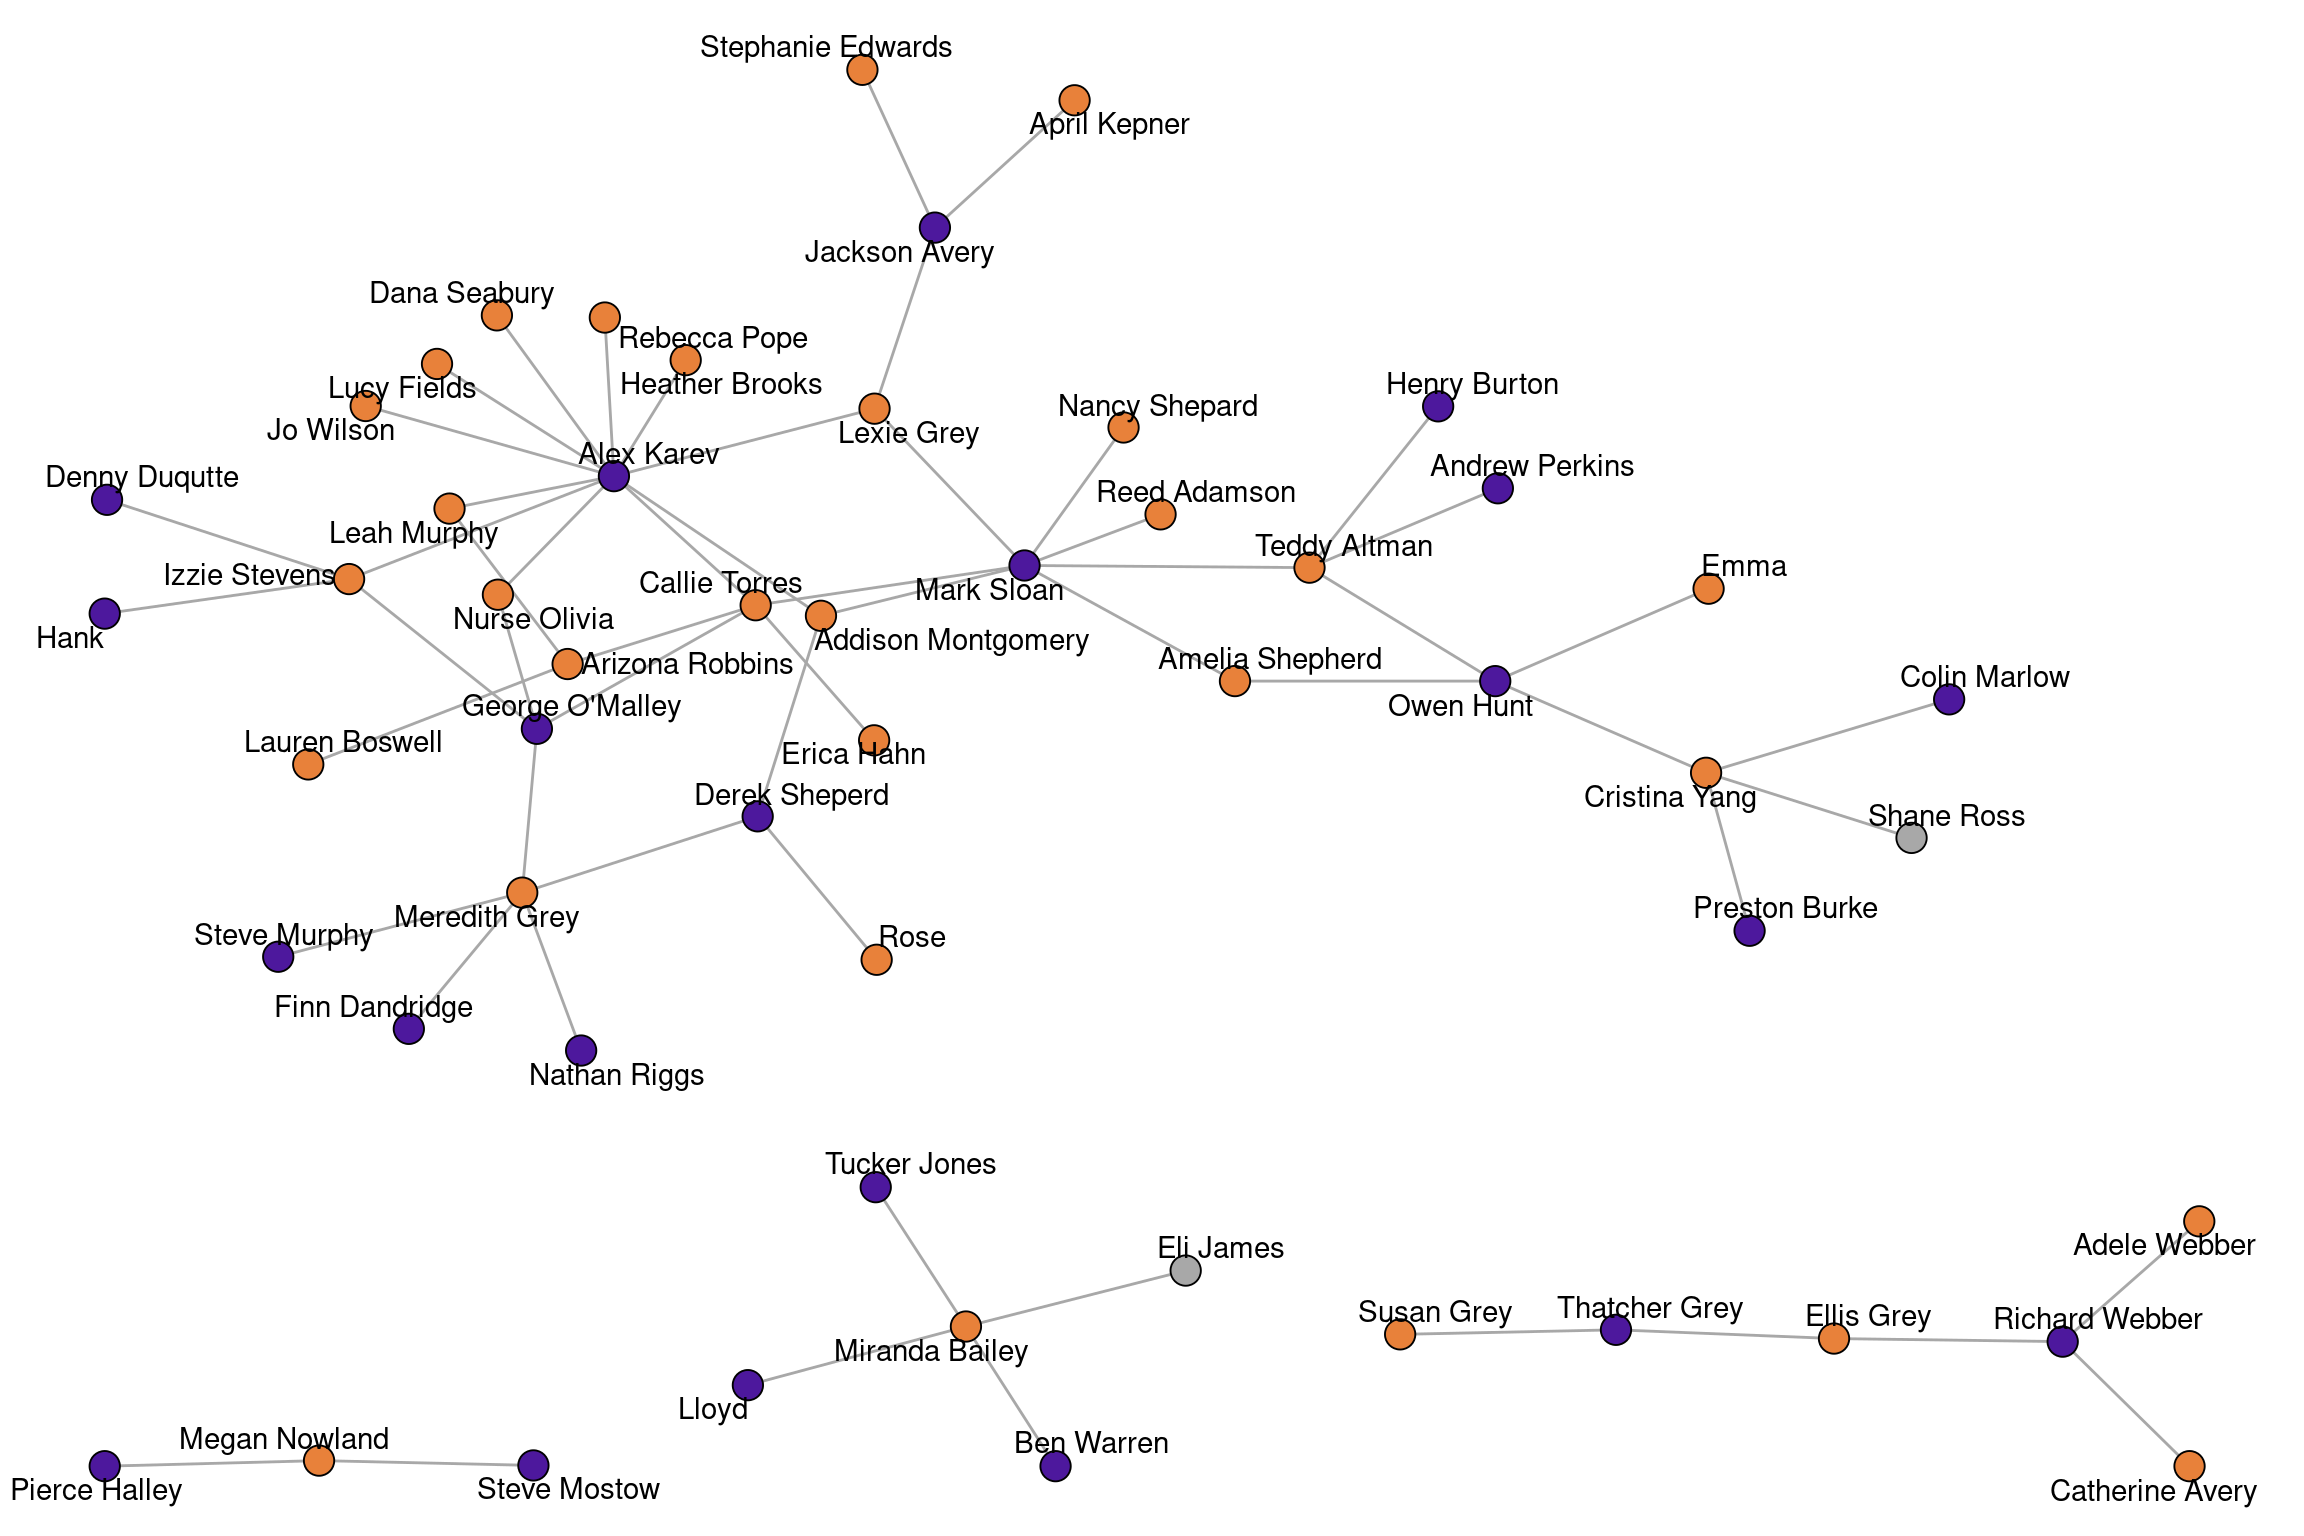 Stephanie Edwards
April Kepner
Jackson Avery
Dana Seabury
Rebecca Pope
Lucy Fields
Heather Brooks
Henry Burton
Nancy Shepard
Jo Wilson
Lexie Grey
Alex Karev
Andrew Perkins
Denny Duqutte
Reed Adamson
Leah Murphy
Teddy Altman
Emma
Izzie Stevens
Callie Torres
Mark Sloan
Nurse Olivia
Hank
Addison Montgomery
Arizona Robbins
Amelia Shepherd
Colin Marlow
George O'Malley
Owen Hunt
Lauren Boswell
Erica Hahn
Derek Sheperd
Cristina Yang
Shane Ross
Preston Burke
Meredith Grey
Steve Murphy
Rose
Finn Dandridge
Nathan Riggs
Tucker Jones
Eli James
Adele Webber
Susan Grey
Thatcher Grey
Ellis Grey
Richard Webber
Miranda Bailey
Lloyd
Megan Nowland
Ben Warren
Pierce Halley
Steve Mostow
Catherine Avery